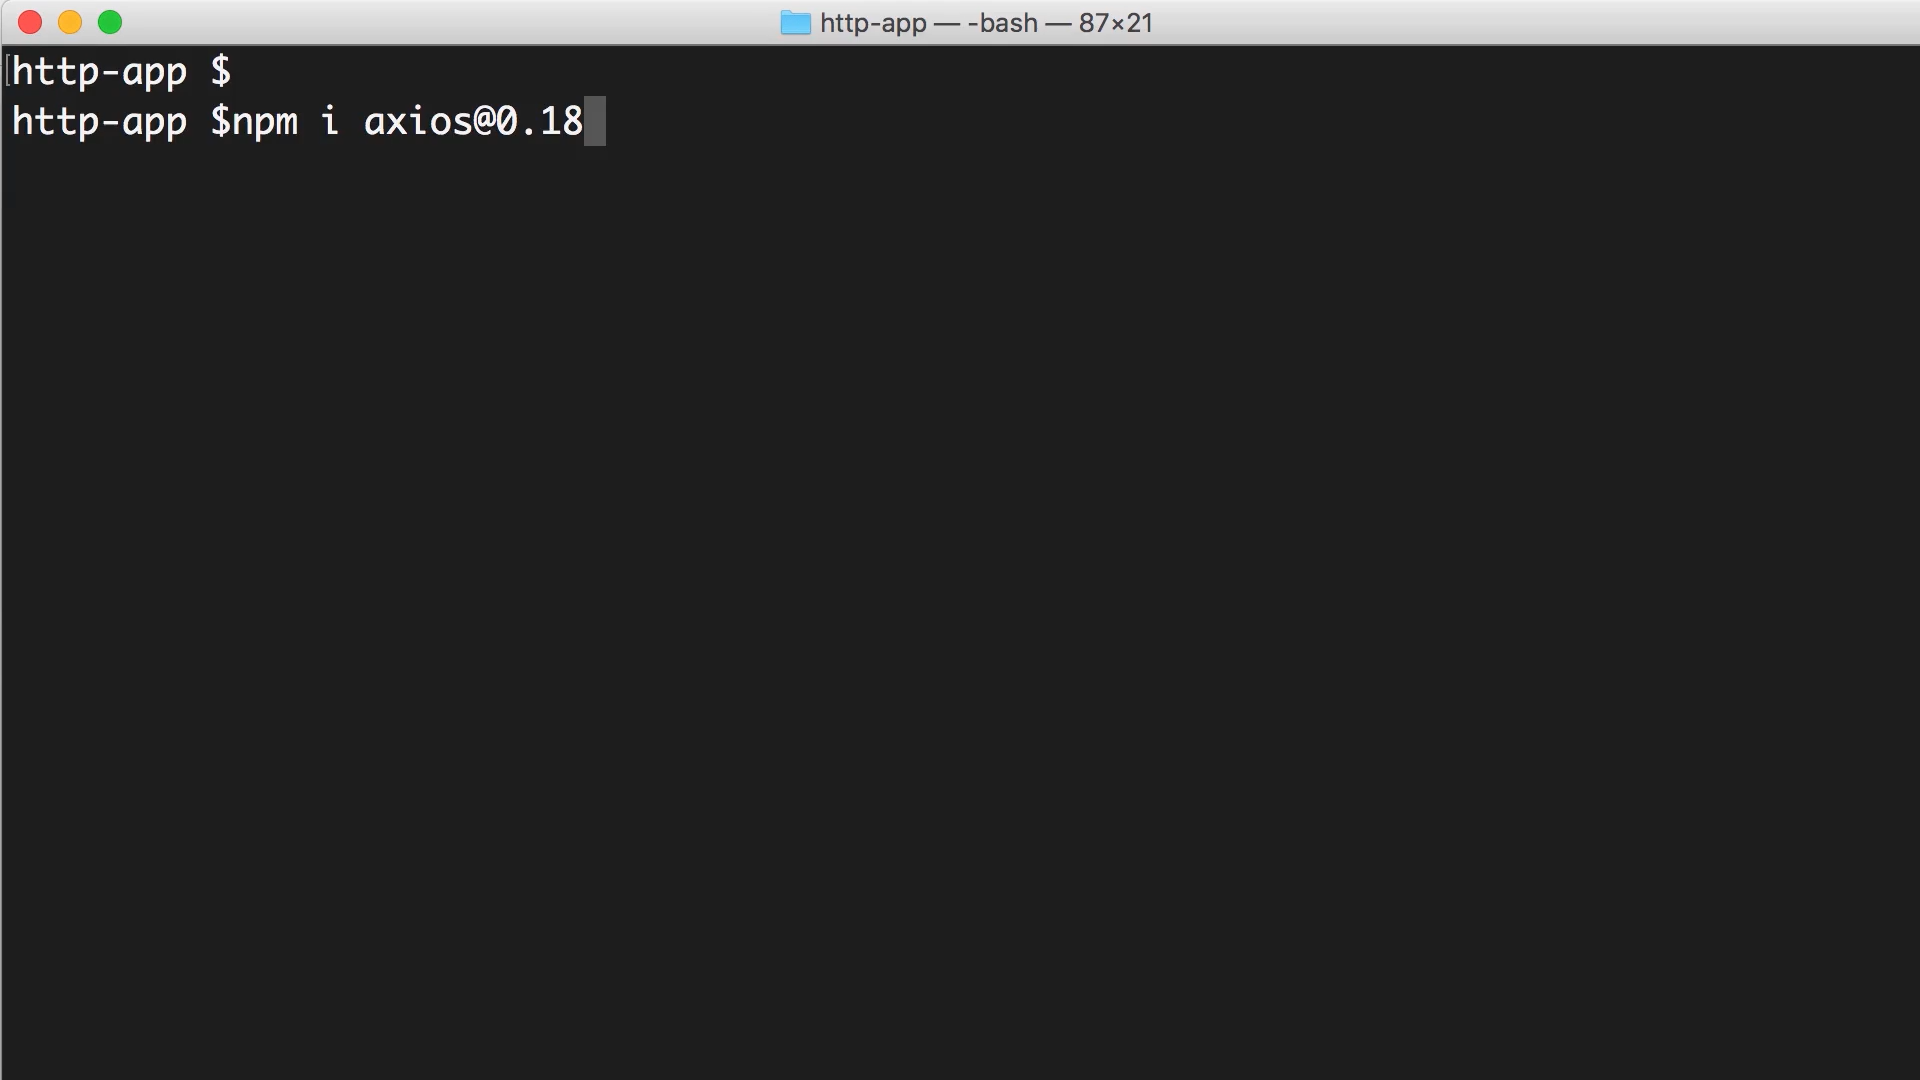 http-app — -bash — 87×21
http-app $
http-app $npm i axios@0.18